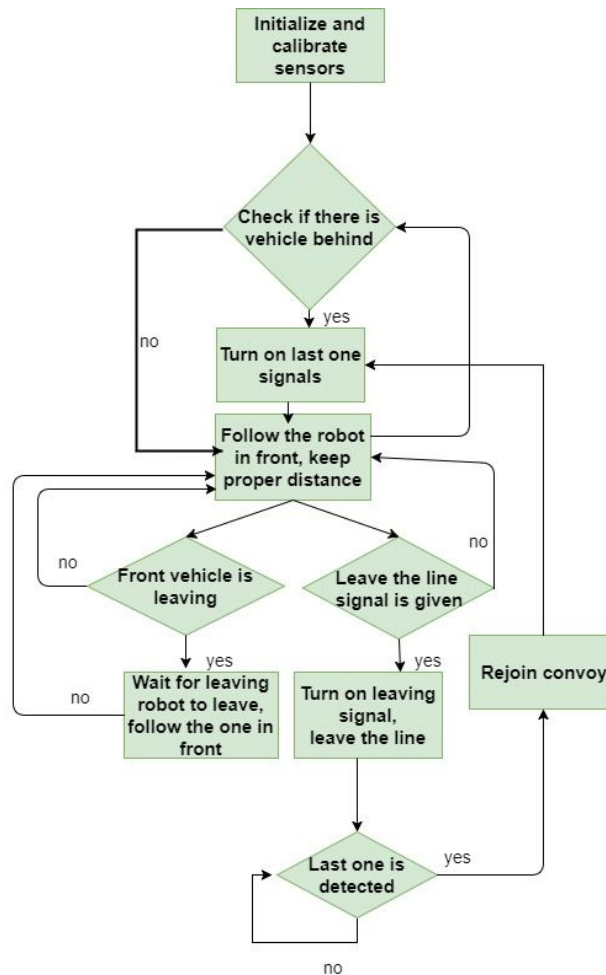 Initialize and
calibrate
sensors
Check if there is
vehicle behind
no
yes
Turn on last one
signals
Follow the robot
in front, keep
proper distance
no
Front vehicle is
leaving
Leave the line
signal is given
no
yes
yes
no
Wait for leaving
robot to leave,
follow the one in
front
Turn on leaving
signal,
leave the line
Rejoin convoy
Last one is
detected
yes
no